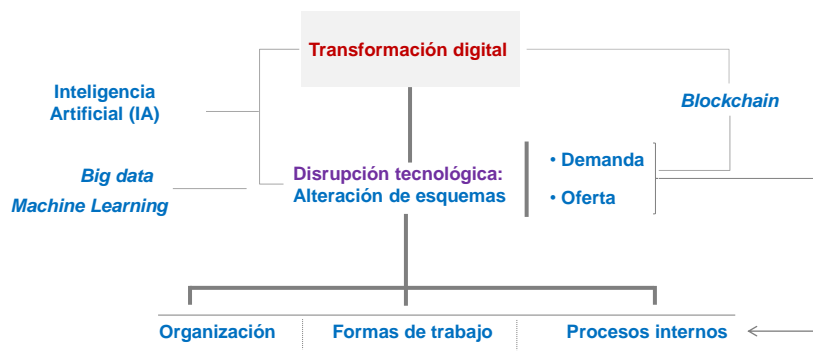 Transformación digital
Inteligencia
Artificial (IA)
Blockchain
Big data
Machine Learning
Disrupción tecnológica:
Alteración de esquemas
• Demanda
• Oferta
Organización
Formas de trabajo
Procesos internos